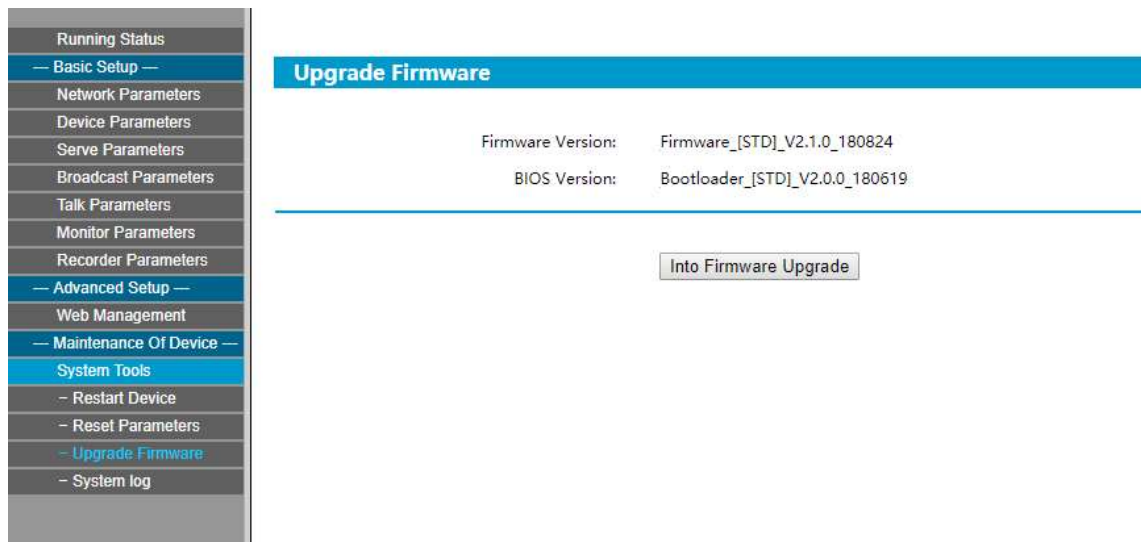 Running Status
— Basic Setup —
Network Parameters
Device Parameters
Serve Parameters
Broadcast Parameters
Talk Parameters
Monitor Parameters
Recorder Parameters
— Advanced Setup —
Web Management
— Maintenance Of Device —
System Tools
– Restart Device
– Reset Parameters
– Upgrade Firmware
– System log
Upgrade Firmware
Firmware Version: Firmware_[STD]_V2.1.0_180824
BIOS Version: Bootloader_[STD]_V2.0.0_180619
Into Firmware Upgrade